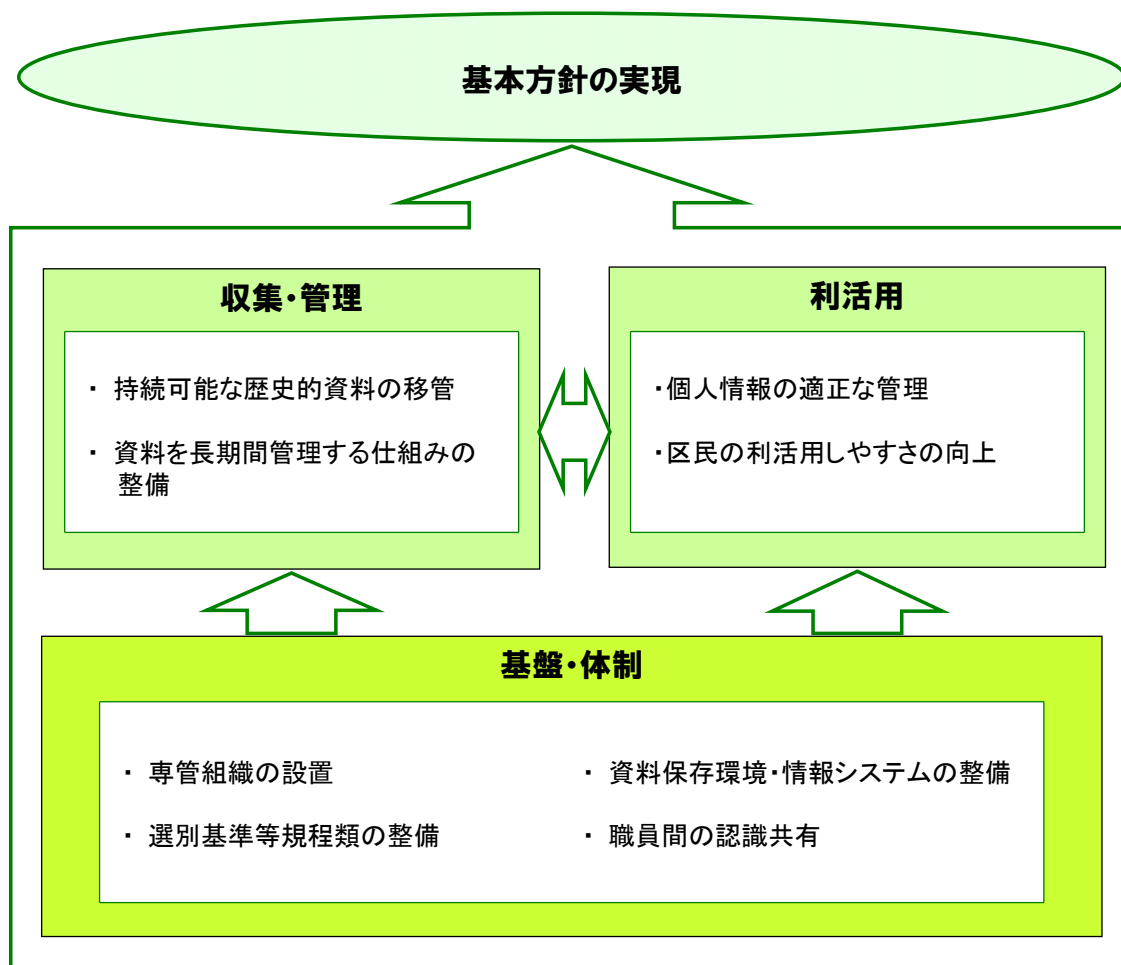 基本方針の実現
収集・管理
・ 持続可能な歴史的資料の移管
・ 資料を長期間管理する仕組みの
整備
利活用
・個人情報の適正な管理
・区民の利活用しやすさの向上
基盤・体制
・ 専管組織の設置
・ 選別基準等規程類の整備
・ 資料保存環境・情報システムの整備
・ 職員間の認識共有